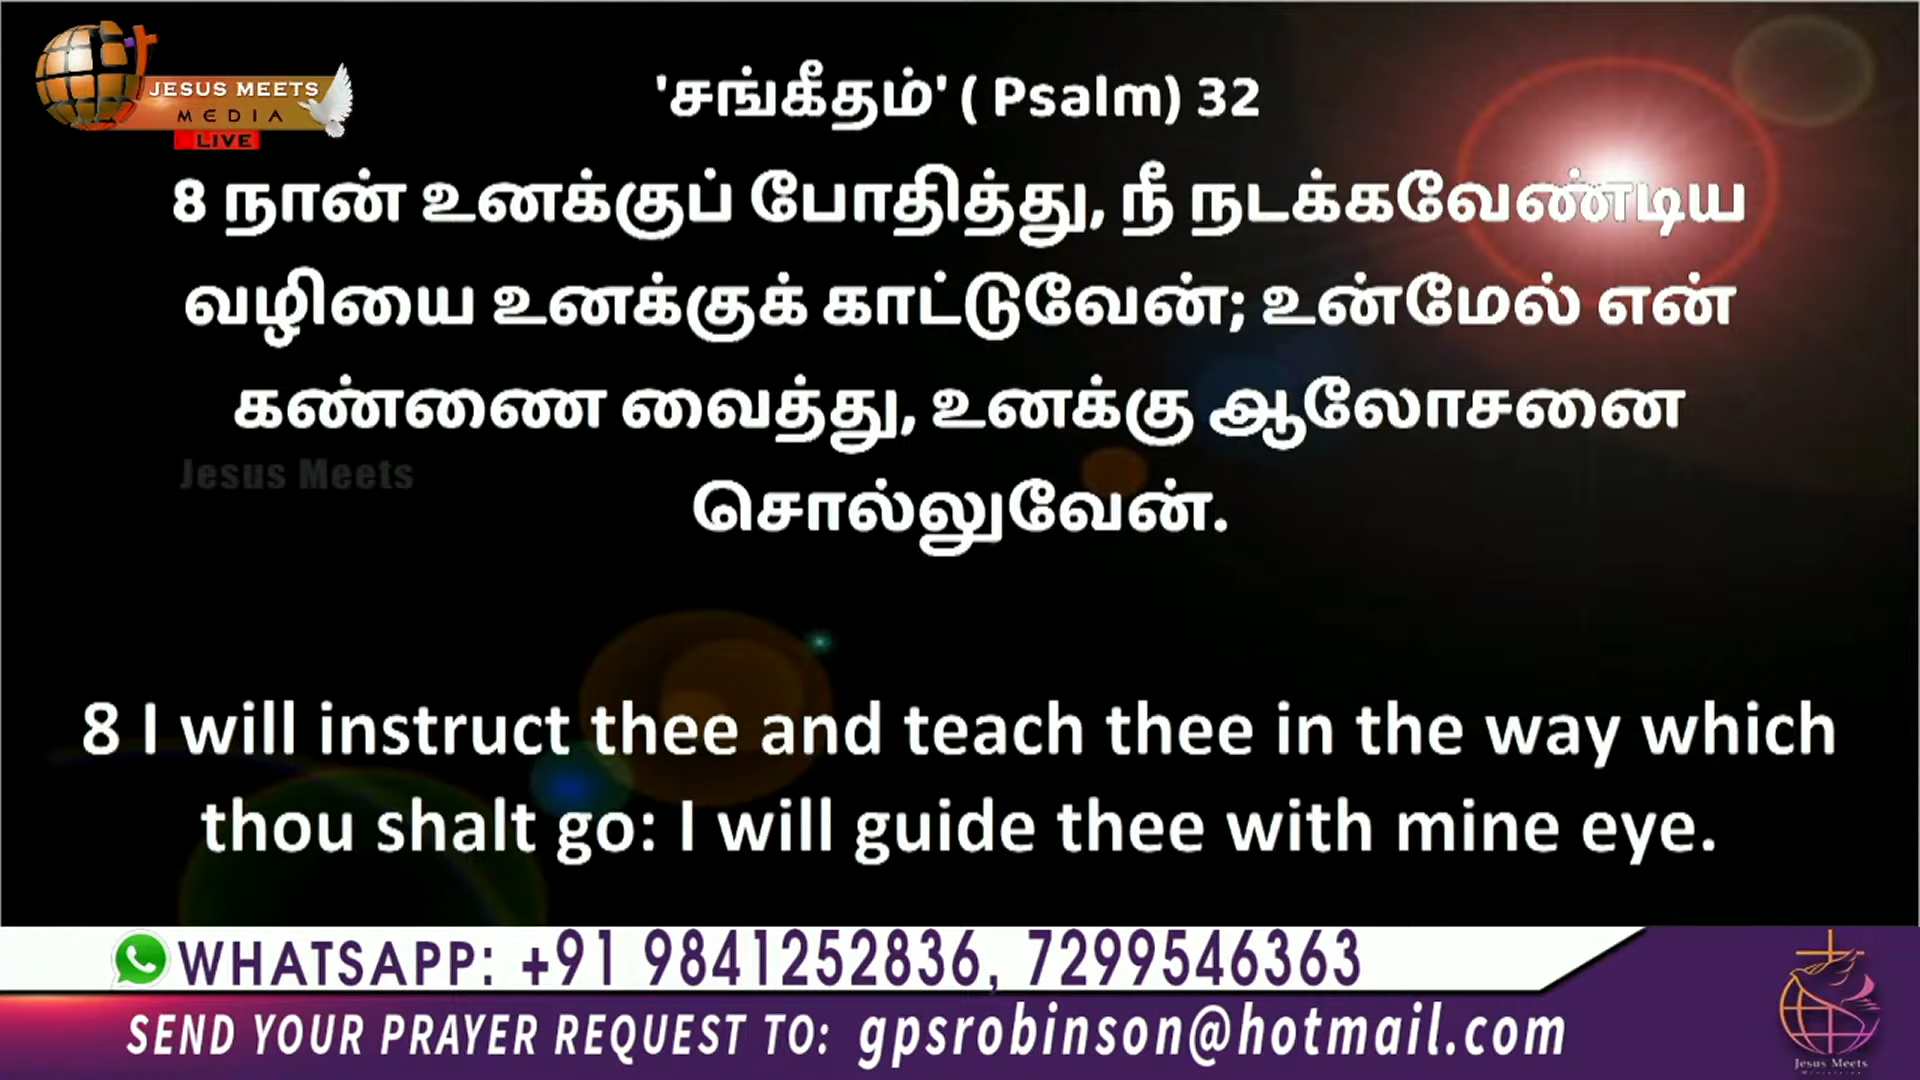 JESUS MEETS
MEDIA
LIVE
'சங்கீதம்' ( Psalm) 32
8 நான் உனக்குப் போதித்து, நீ நடக்கவேண்டிய
வழியை உனக்குக் காட்டுவேன்; உன்மேல் என்
கண்ணை வைத்து, உனக்கு ஆலோசனை
சொல்லுவேன்.
Jesus Meets
8 I will instruct thee and teach thee in the way which
thou shalt go: I will guide thee with mine eye.
WHATSAPP: +91 9841252836, 7299546363
SEND YOUR PRAYER REQUEST TO: gpsrobinson@hotmail.com
Jesus Meets